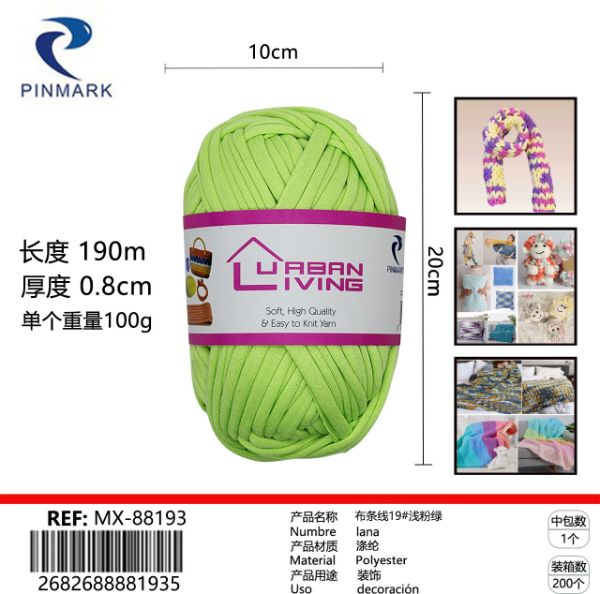 PINMARK
10cm
20cm
长度 190m
厚度 0.8cm
单个重量100g
URBAN
LIVING
Soft, High Quality
& Easy to Knit Yarn
PINMARK
REF: MX-88193
2682688881935
产品名称 布条线19#浅粉绿
Numbre lana
产品材质 涤纶
Material Polyester
产品用途 装饰
Uso decoración
中包数
1个
装箱数
200个